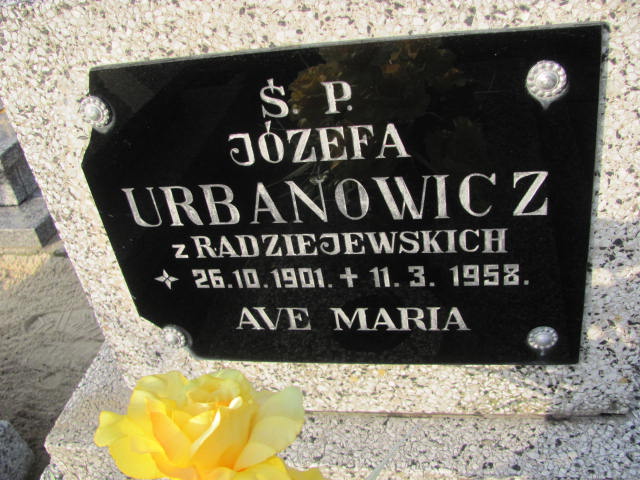 Ś. P.
JÓZEFA
URBANOWICZ
z RADZIEJEWSKICH
26.10.1901. + 11.3.1958.
AVE MARIA